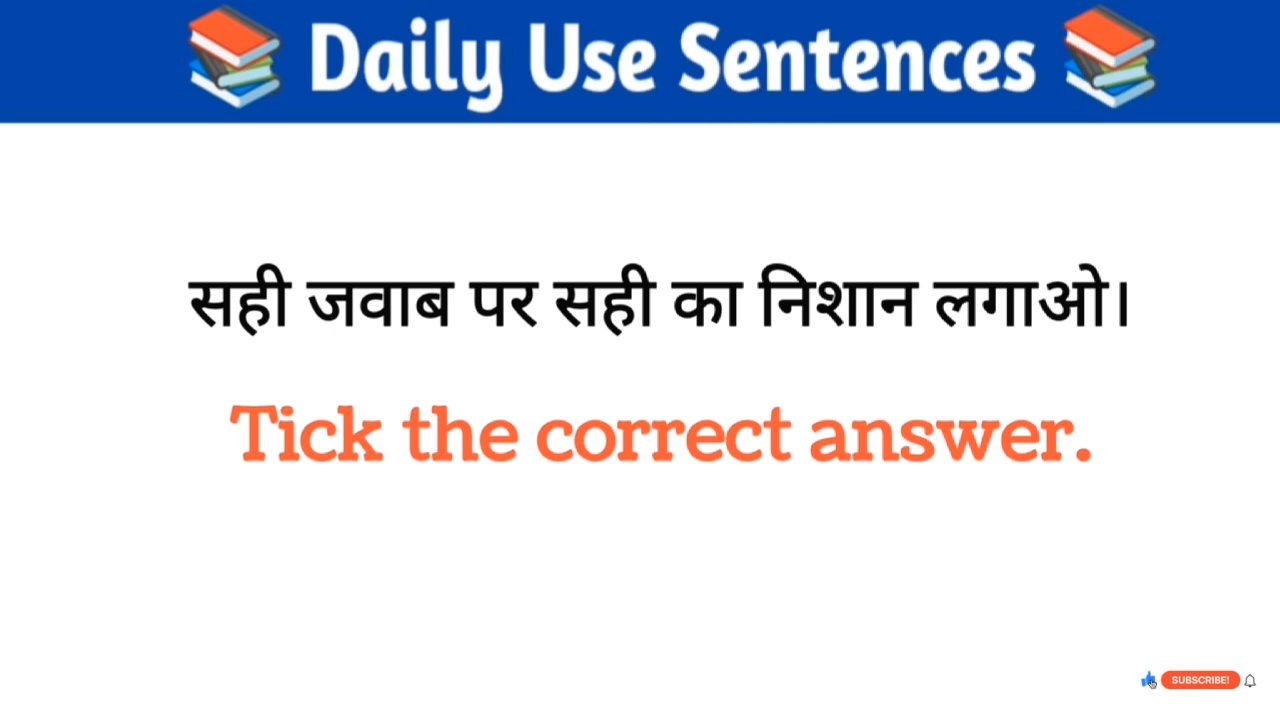 Daily Use Sentences
सही जवाब पर सही का निशान लगाओ।
Tick the correct answer.
SUBSCRIBE!